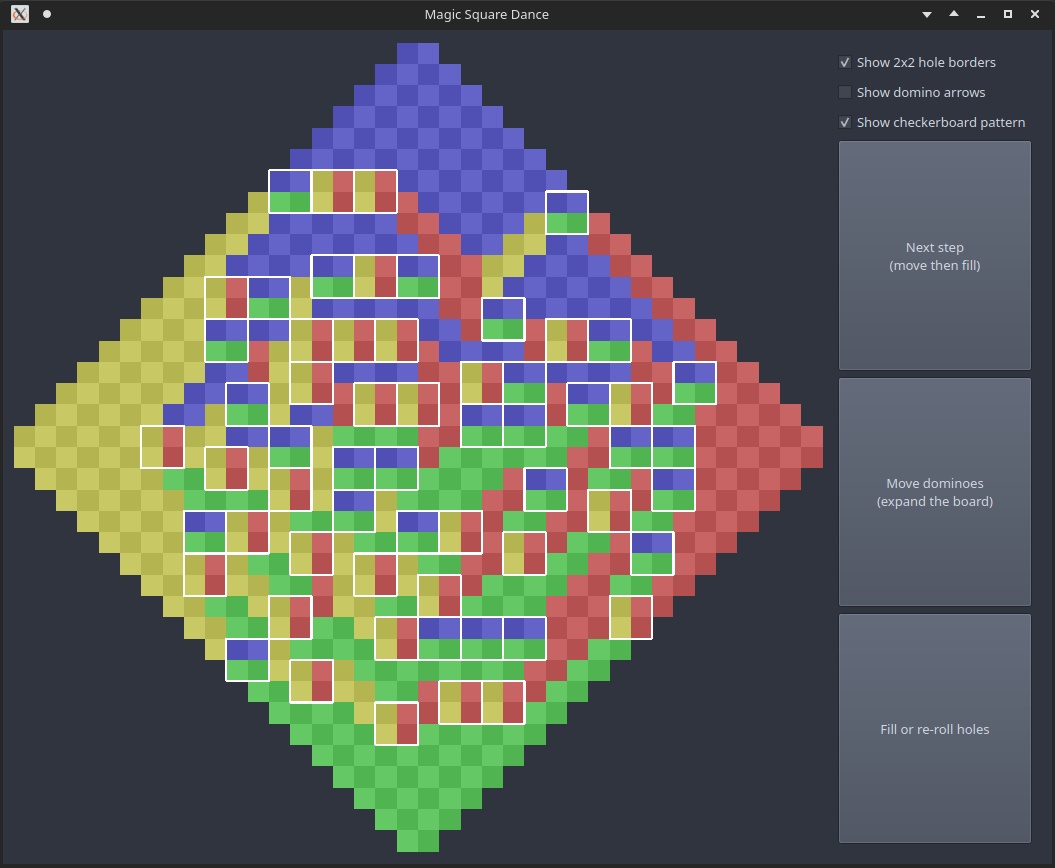 Magic Square Dance
Show 2x2 hole borders
Show domino arrows
Show checkerboard pattern
Next step
(move then fill)
Move dominoes
(expand the board)
Fill or re-roll holes